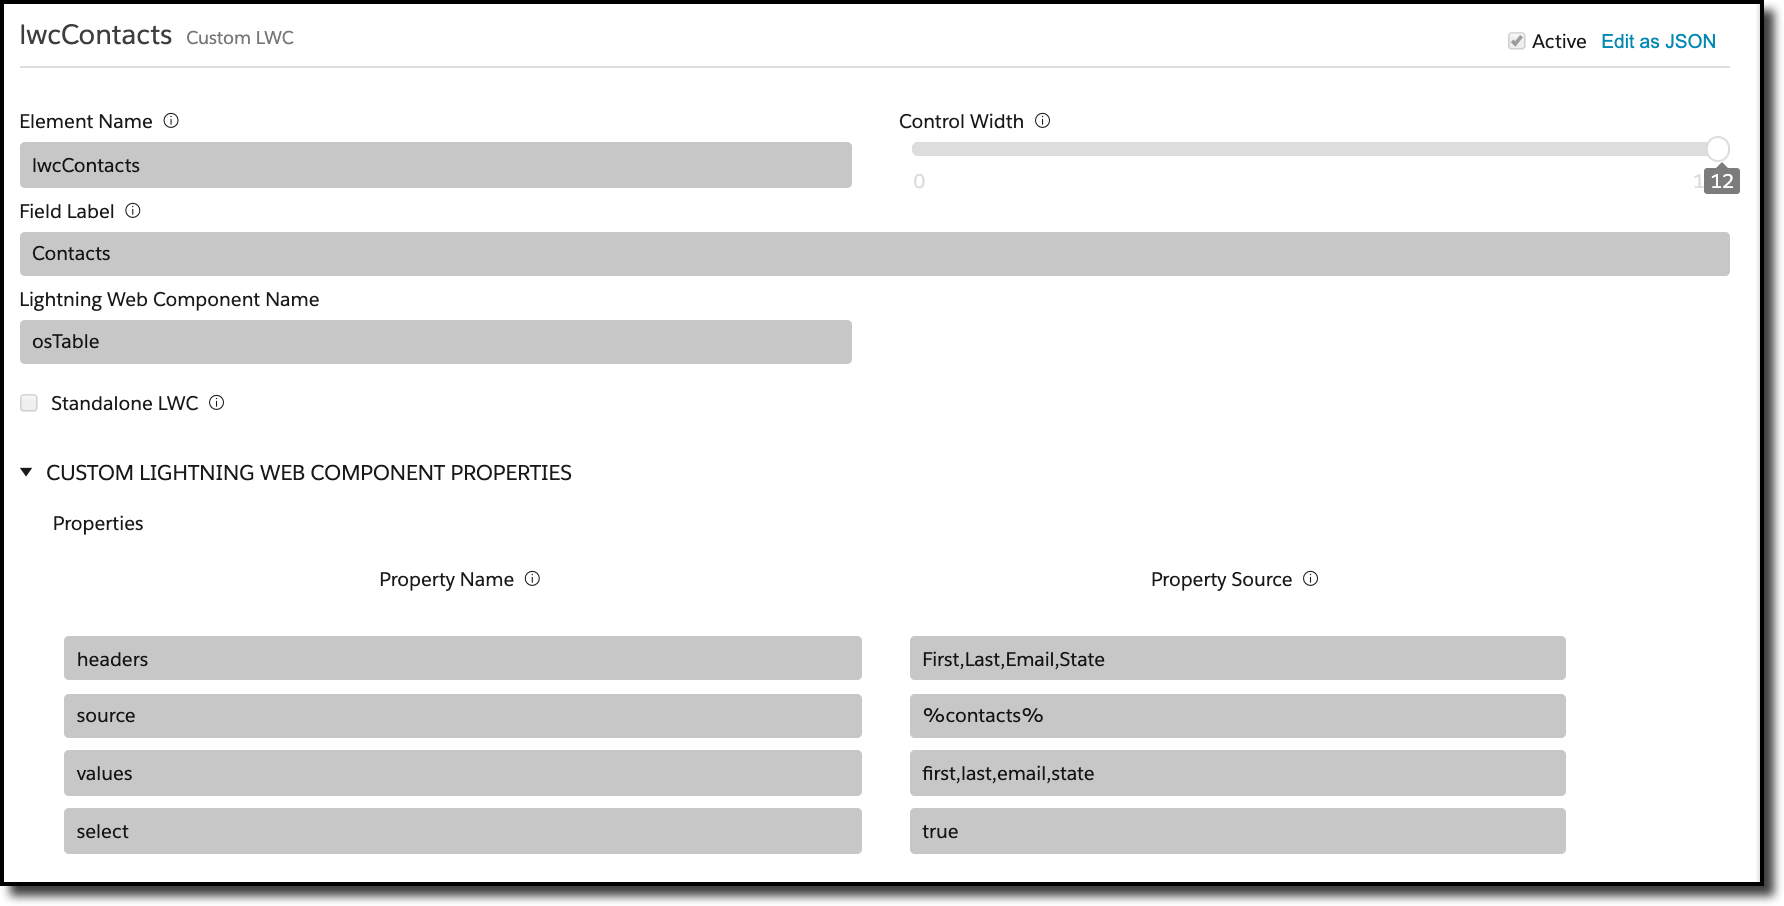 lwcContacts Custom LWC
Active Edit as JSON
Element Name
Control Width
lwcContacts
0 12
Field Label
Contacts
Lightning Web Component Name
osTable
Standalone LWC
CUSTOM LIGHTNING WEB COMPONENT PROPERTIES
Properties
Property Name Property Source
headers First,Last,Email,State
source %contacts%
values first,last,email,state
select true